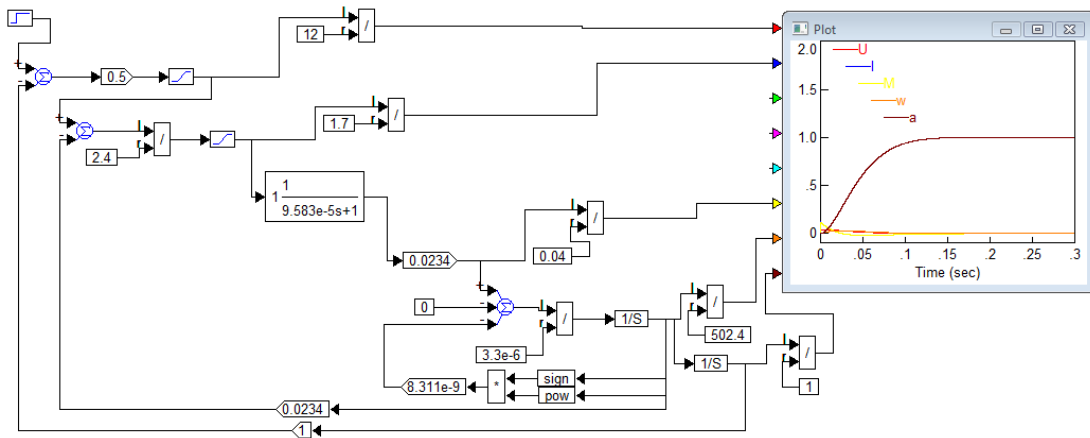 l
r
12
/
Plot
2.0
U
I
M
w
a
1.5
1.0
.5
0
0
.05
.1
.15
.2
.25
.3
Time (sec)
+
-
Σ
0.5
l
r
1.7
/
+
-
Σ
l
r
2.4
/
1
1
9.583e-5s+1
l
r
0.04
/
0.0234
+
-
-
Σ
0
l
r
3.3e-6
/
1/S
l
r
502.4
/
1/S
l
r
1
/
8.311e-9
*
sign
pow
0.0234
1